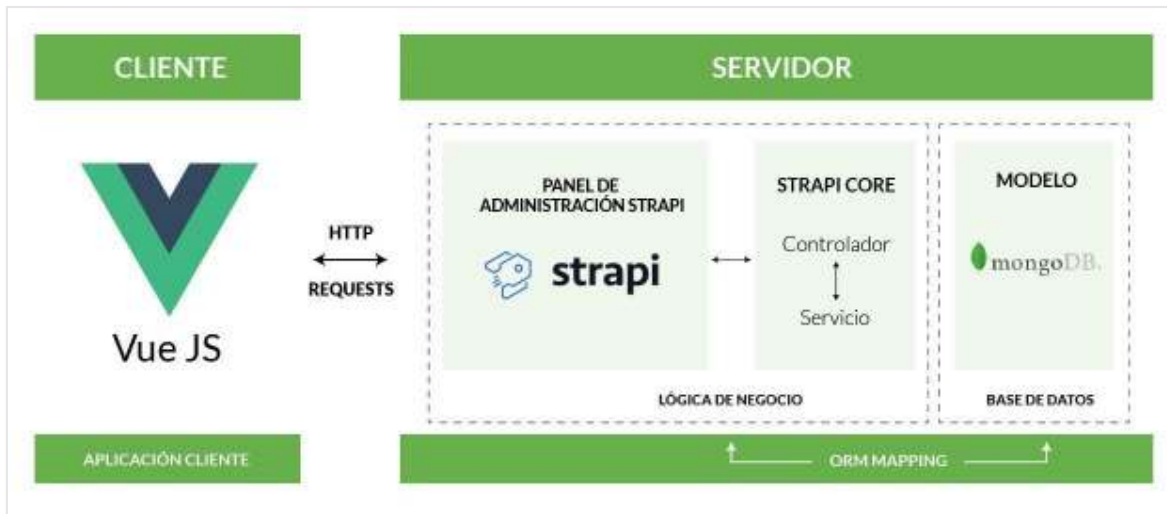 CLIENTE
SERVIDOR
Vue JS
HTTP
REQUESTS
PANEL DE
ADMINISTRACIÓN STRAPI
strapi
STRAPI CORE
Controlador
Servicio
MODELO
mongoDB.
LÓGICA DE NEGOCIO
BASE DE DATOS
APLICACIÓN CLIENTE
ORM MAPPING